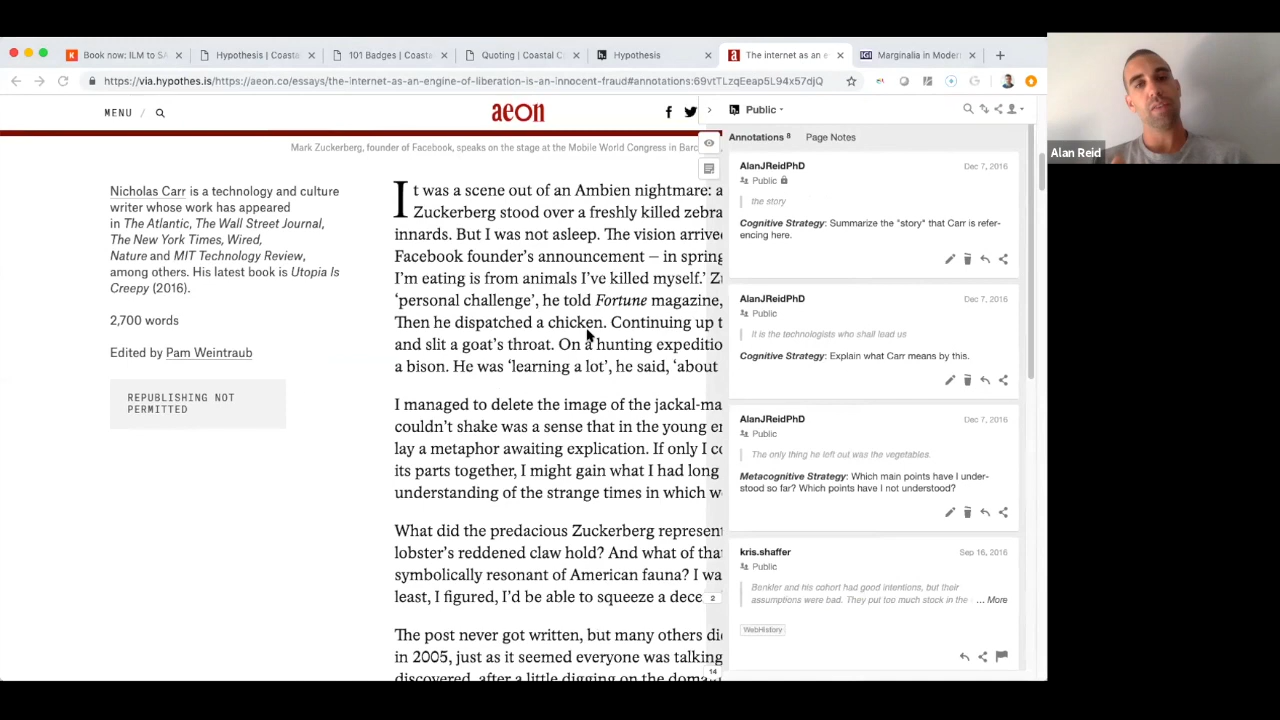 Book now: ILM to SA
Hypothesis | Coasta
101 Badges | Coasta
Quoting | Coastal C
Hypothesis
The internet as an e
Marginalia in Modern
https://via.hypothes.is/https://aeon.co/essays/the-internet-as-an-engine-of-liberation-is-an-innocent-fraud#annotations:69vtTLzqEeap5L94x57djQ
MENU /
aeon
Mark Zuckerberg, founder of Facebook, speaks on the stage at the Mobile World Congress in Barc
Nicholas Carr is a technology and culture
writer whose work has appeared
in The Atlantic, The Wall Street Journal,
The New York Times, Wired,
Nature and MIT Technology Review,
among others. His latest book is Utopia Is
Creepy (2016).
2,700 words
Edited by Pam Weintraub
REPUBLISHING NOT
PERMITTED
It was a scene out of an Ambien nightmare: a
Zuckerberg stood over a freshly killed zebra
innards. But I was not asleep. The vision arrive
Facebook founder's announcement – in spring
I'm eating is from animals I've killed myself.' Zu
'personal challenge', he told Fortune magazine,
Then he dispatched a chicken. Continuing up t
and slit a goat's throat. On a hunting expeditio
a bison. He was 'learning a lot', he said, 'about
I managed to delete the image of the jackal-ma
couldn't shake was a sense that in the young en
lay a metaphor awaiting explication. If only I co
its parts together, I might gain what I had long
understanding of the strange times in which w
What did the predacious Zuckerberg represent
lobster's reddened claw hold? And what of that
symbolically resonant of American fauna? I wa
least, I figured, I'd be able to squeeze a dece
The post never got written, but many others di
in 2005, just as it seemed everyone was talking
discovered, after a little digging on the doma
2
14
Public
Annotations 8
Page Notes
AlanJReidPhD
Dec 7, 2016
Public
the story
Cognitive Strategy: Summarize the "story" that Carr is refer-
encing here.
AlanJReidPhD
Dec 7, 2016
Public
It is the technologists who shall lead us
Cognitive Strategy: Explain what Carr means by this.
AlanJReidPhD
Dec 7, 2016
Public
The only thing he left out was the vegetables.
Metacognitive Strategy: Which main points have I under-
stood so far? Which points have I not understood?
kris.shaffer
Sep 16, 2016
Public
Benkler and his cohort had good intentions, but their
assumptions were bad. They put too much stock in the
... More
WebHistory
Alan Reid